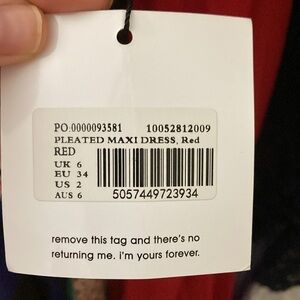 PO:0000093581 10052812009
PLEATED MAXI DRESS, Red
RED
UK 6
EU 34
US 2
AUS 6
5057449723934
remove this tag and there's no
returning me. i'm yours forever.